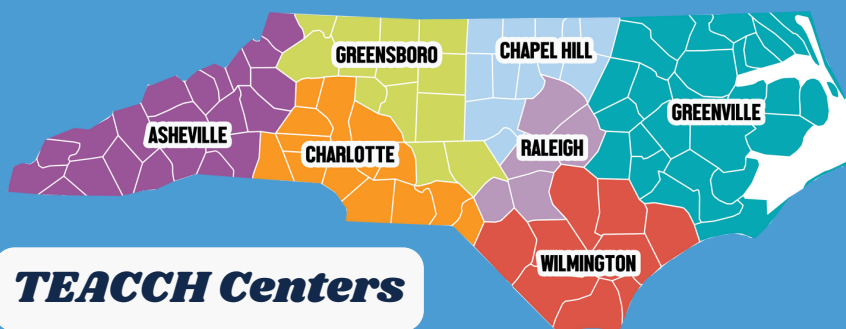 GREENSBORO
CHAPEL HILL
GREENVILLE
ASHEVILLE
CHARLOTTE
RALEIGH
WILMINGTON
TEACCH Centers